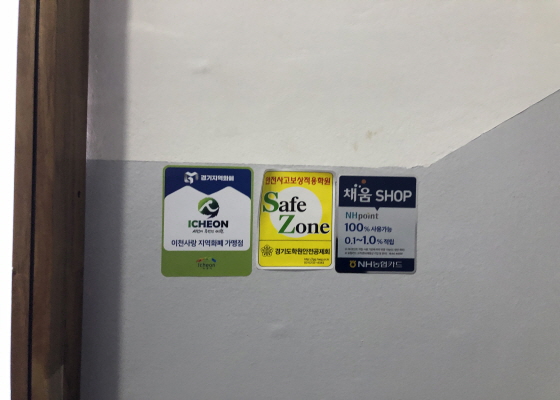 경기지역화폐
ICHEON
이천사랑 지역화폐 가맹점
안전사고보상적용학원
Safe
Zone
경기도학원안전공제회
채움 SHOP
NHpoint
100% 사용가능
0.1~1.0% 적립
NH농협카드